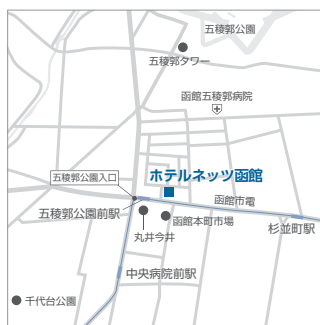 五稜郭公園
五稜郭タワー
函館五稜郭病院
ホテルネッツ函館
五稜郭公園入口
函館市電
五稜郭公園前駅
函館本町市場
杉並町駅
丸井今井
中央病院前駅
千代台公園